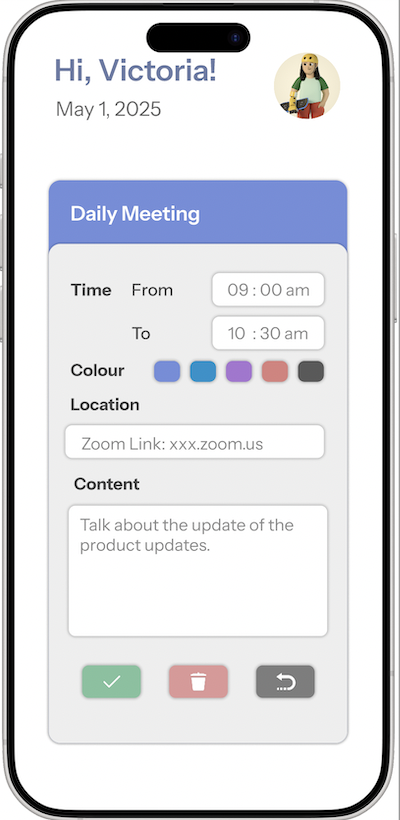 Hi, Victoria!
May 1, 2025
Daily Meeting
Time From 09 : 00 am
To 10 : 30 am
Colour
Location
Zoom Link: xxx.zoom.us
Content
Talk about the update of the
product updates.